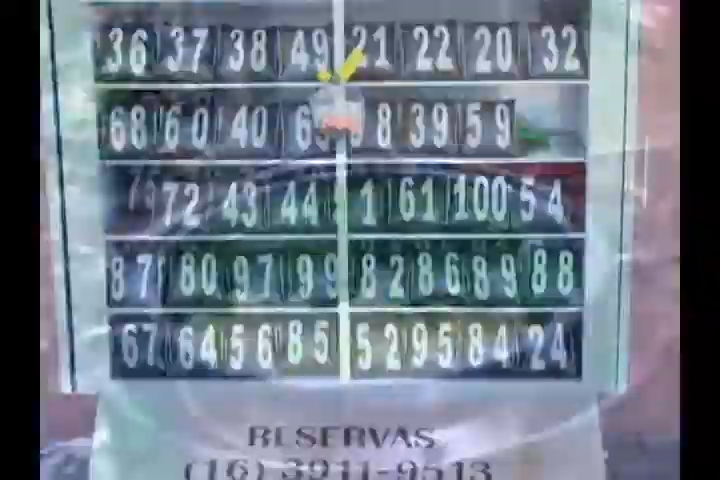 36 37 38 49 21 22 20 32
68 60 40 39 59
72 43 44 1 61 100 54
87 80 97 99 82 86 89 88
67 64 56 85 52 95 84 24
RESERVAS
(16) 3911-9513